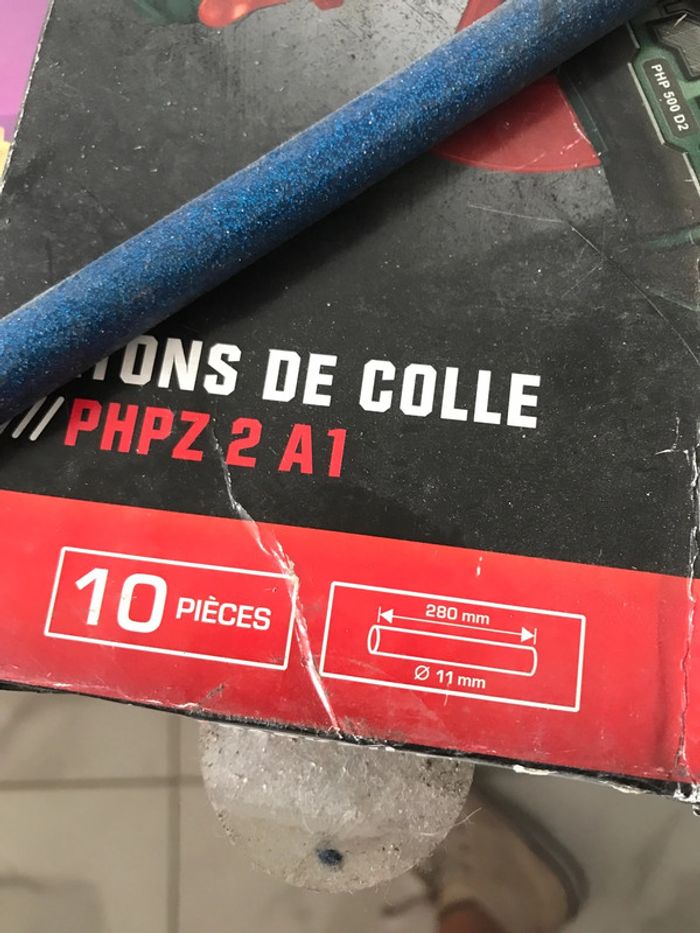 PHP 500 D2
TONS DE COLLE
//PHPZ 2 A1
10 PIÈCES
280 mm
Ø 11 mm